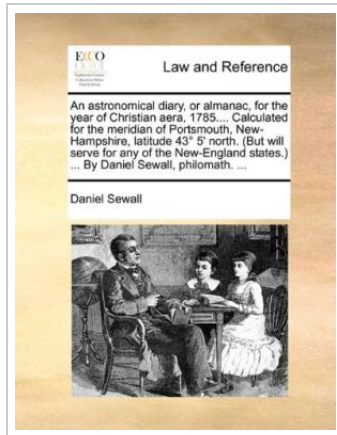 ECCO
Law and Reference
An astronomical diary, or almanac, for the
year of Christian aera, 1785.... Calculated
for the meridian of Portsmouth, New-
Hampshire, latitude 43° 5' north. (But will
serve for any of the New-England states.)
... By Daniel Sewall, philomath. ...
Daniel Sewall